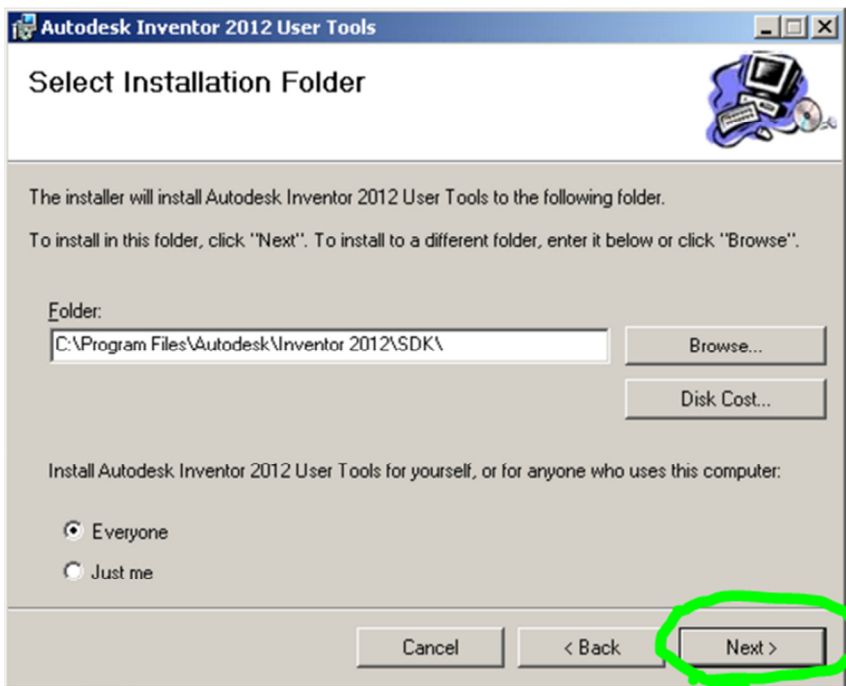 Autodesk Inventor 2012 User Tools
Select Installation Folder
The installer will install Autodesk Inventor 2012 User Tools to the following folder.
To install in this folder, click "Next". To install to a different folder, enter it below or click "Browse".
Folder:
C:\Program Files\Autodesk\Inventor 2012\SDK\
Browse...
Disk Cost...
Install Autodesk Inventor 2012 User Tools for yourself, or for anyone who uses this computer:
Everyone
Just me
Cancel
< Back
Next >